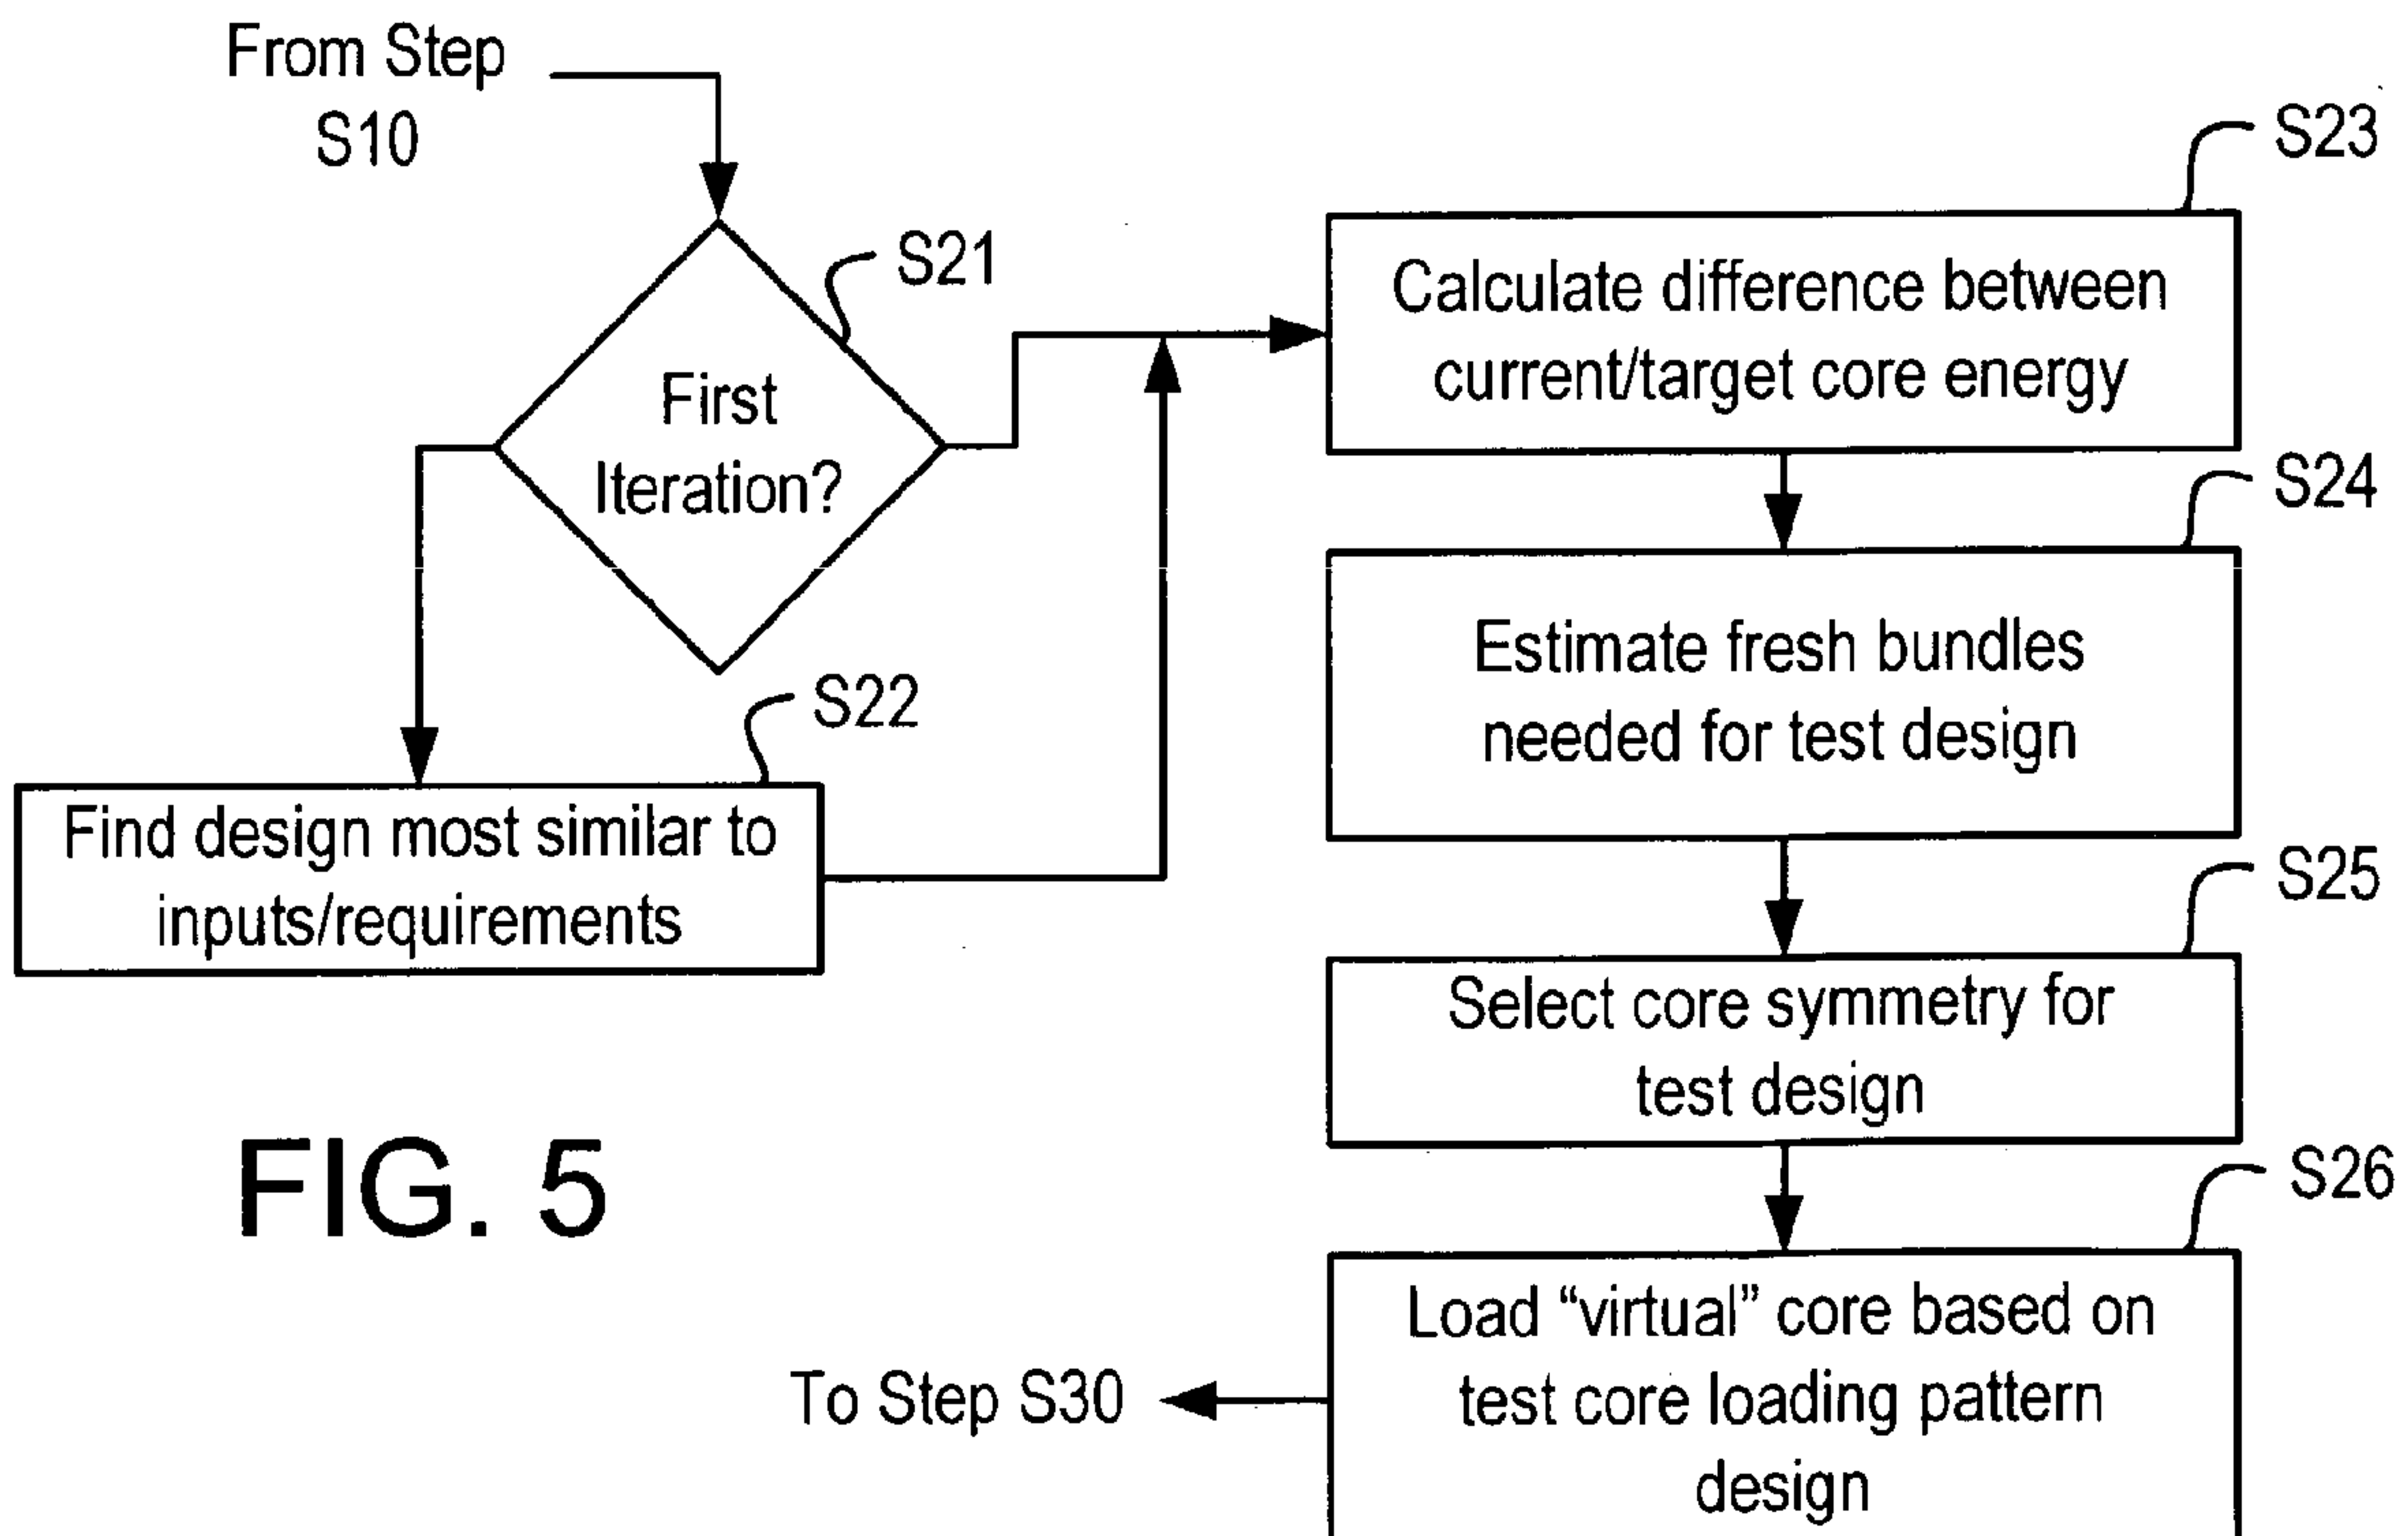 From Step
S10
S21
First
Iteration?
S22
Find design most similar to
inputs/requirements
S23
Calculate difference between
current/target core energy
S24
Estimate fresh bundles
needed for test design
S25
Select core symmetry for
test design
S26
Load “virtual” core based on
test core loading pattern
design
To Step S30
FIG. 5